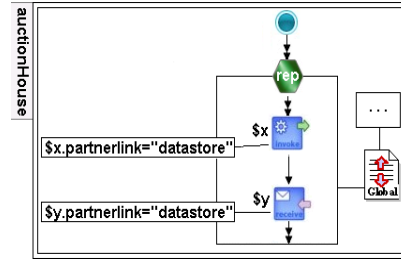 auctionHouse
rep
$x
invoke
$x.partnerlink="datastore"
...
Global
$y
receive
$y.partnerlink="datastore"